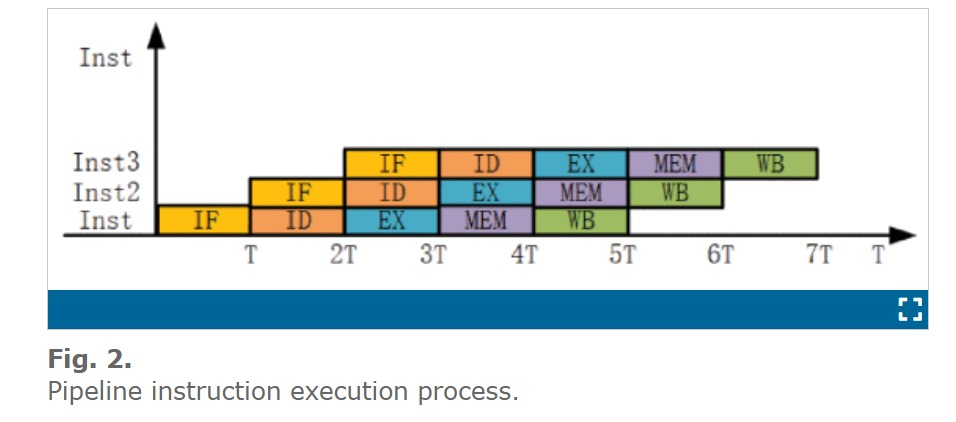 Inst
Inst3 IF ID EX MEM WB
Inst2 IF ID EX MEM WB
Inst IF ID EX MEM WB
T 2T 3T 4T 5T 6T 7T T
Fig. 2.
Pipeline instruction execution process.